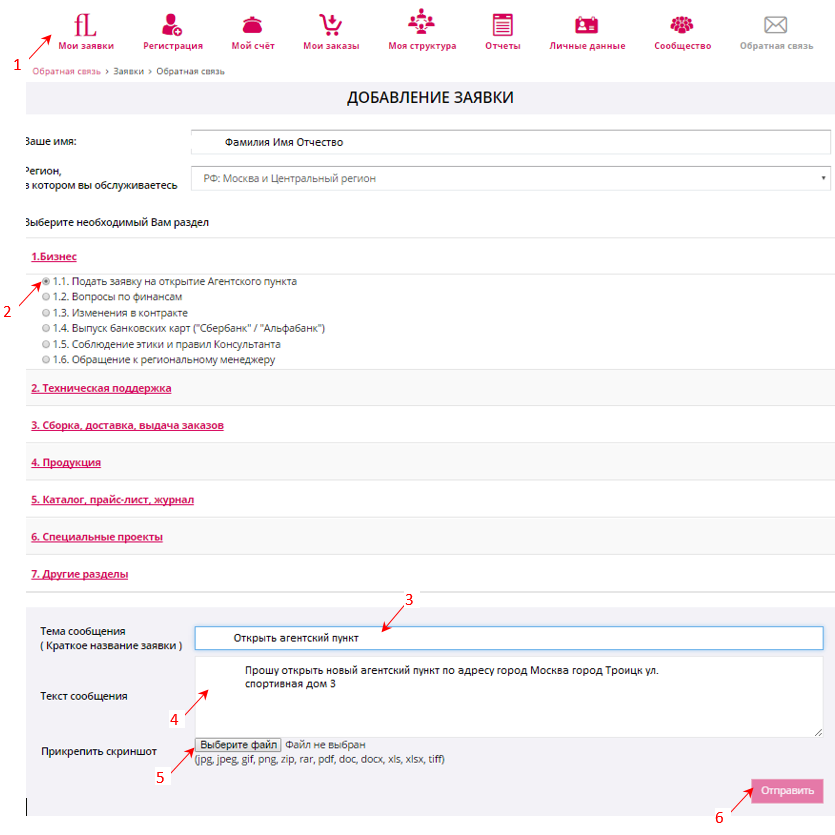 fL
Мои заявки Регистрация Мой счёт Мои заказы Моя структура Отчеты Личные данные Сообщество Обратная связь
1
Обратная связь › Заявки › Обратная связь
ДОБАВЛЕНИЕ ЗАЯВКИ
Ваше имя: Фамилия Имя Отчество
Регион,
в котором вы обслуживаетесь РФ: Москва и Центральный регион
Выберите необходимый Вам раздел
1.Бизнес
1.1. Подать заявку на открытие Агентского пункта
2
1.2. Вопросы по финансам
1.3. Изменения в контракте
1.4. Выпуск банковских карт ("Сбербанк" / "Альфабанк")
1.5. Соблюдение этики и правил Консультанта
1.6. Обращение к региональному менеджеру
2. Техническая поддержка
3. Сборка, доставка, выдача заказов
4. Продукция
5. Каталог, прайс-лист, журнал
6. Специальные проекты
7. Другие разделы
3
Тема сообщения
( Краткое название заявки ) Открыть агентский пункт
Прошу открыть новый агентский пункт по адресу город Москва город Троицк ул.
спортивная дом 3
Текст сообщения
4
Прикрепить скриншот Выберите файл Файл не выбран
(jpg, jpeg, gif, png, zip, rar, pdf, doc, docx, xls, xlsx, tiff)
5
Отправить
6